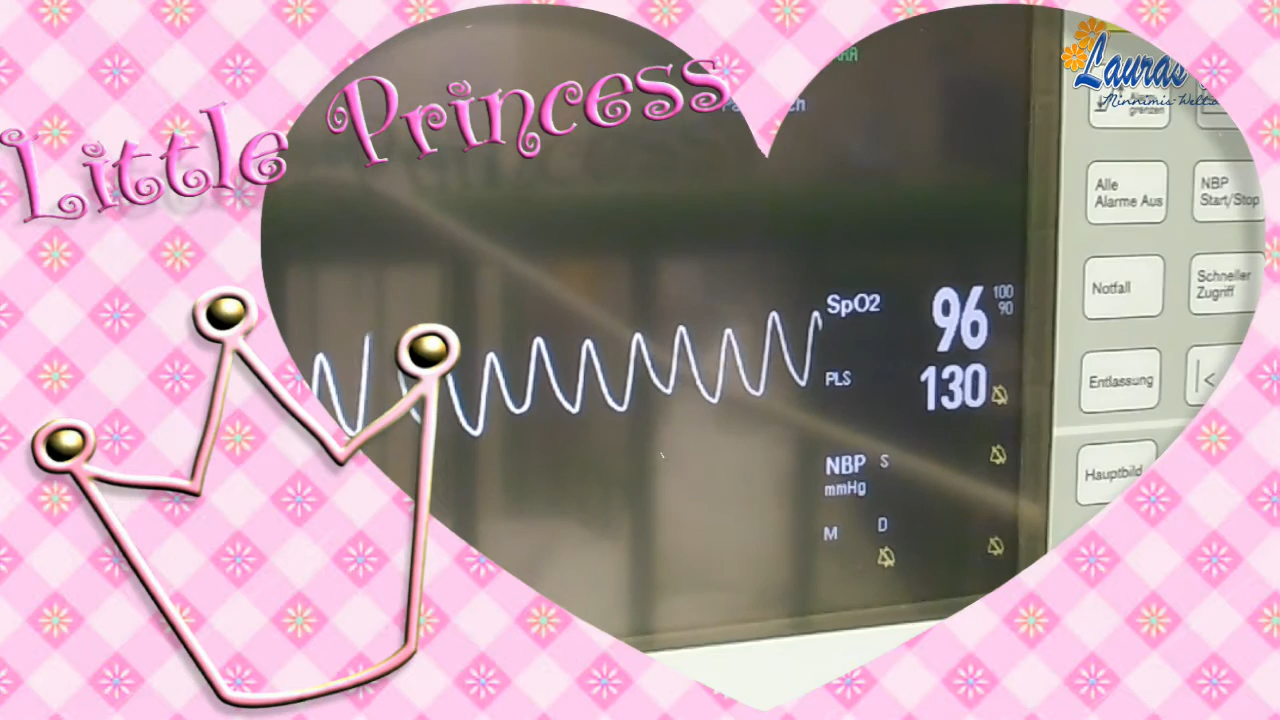 Little Princess
Lauras
Minnimis Welt
Alle
Alarme Aus
NBP
Start/Stop
SpO2
96
100
90
Notfall
Schneller
Zugriff
PLS
130
Entlassung
NBP S
mmHg
Hauptbild
M D